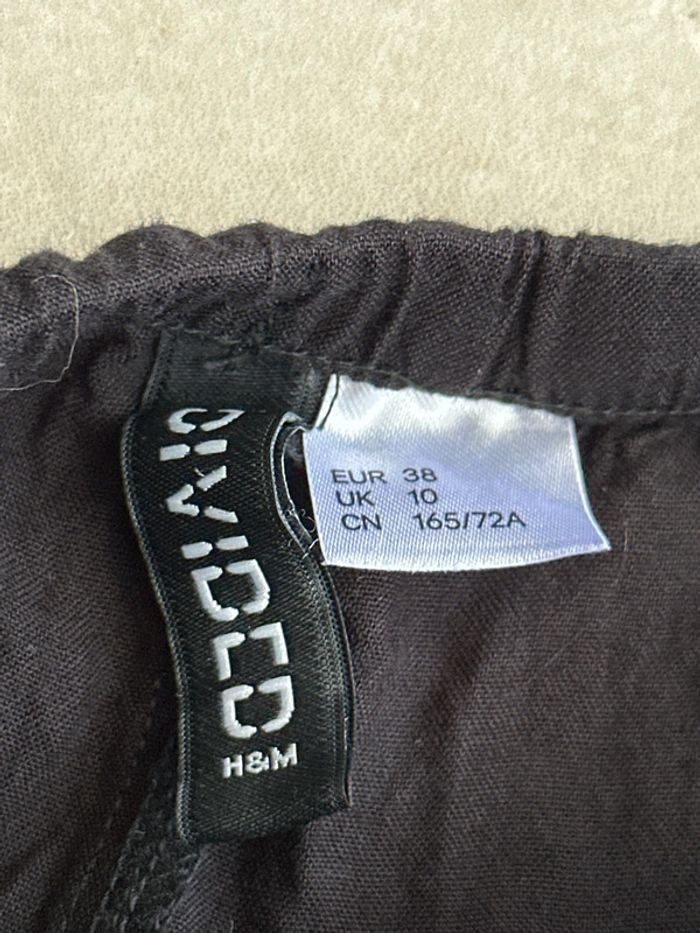 DIVIDED
H&M
EUR 38
UK 10
CN 165/72A